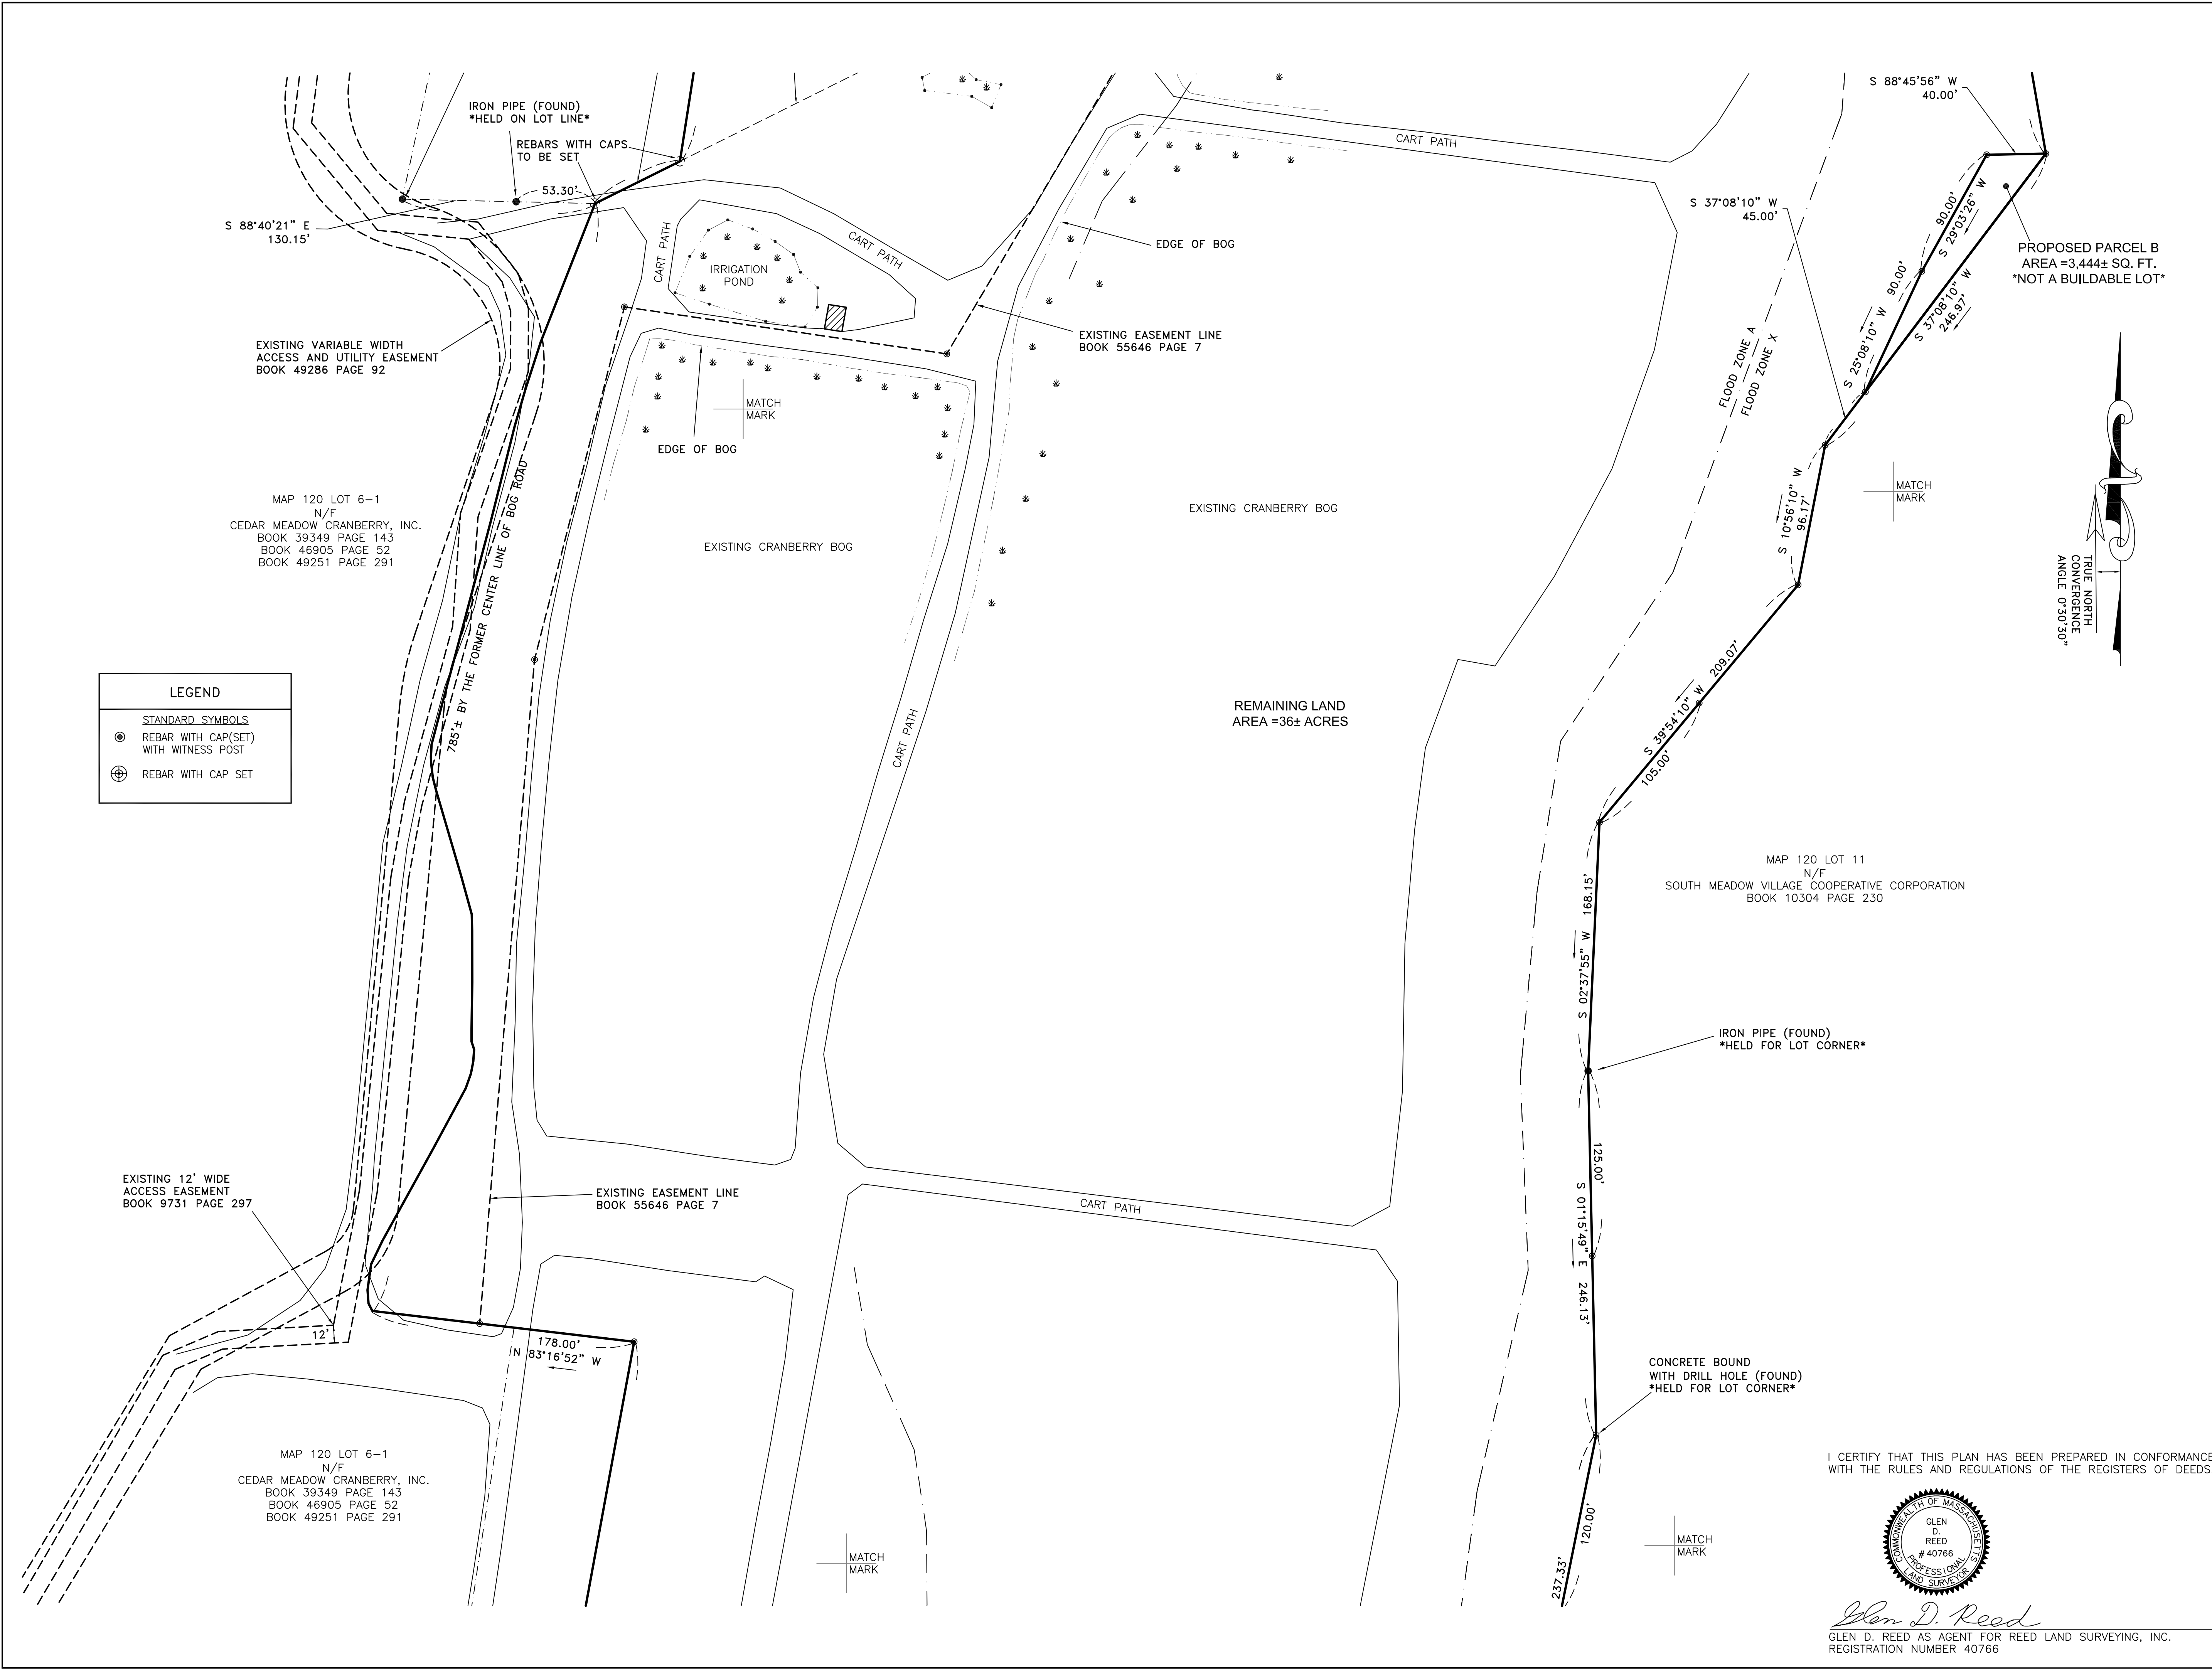 IRON PIPE (FOUND)
*HELD ON LOT LINE*
REBARS WITH CAPS
TO BE SET
53.30'
S 88°40'21" E
130.15'
CART PATH
CART PATH
IRRIGATION
POND
EDGE OF BOG
CART PATH
S 88°45'56" W
40.00'
S 37°08'10" W
45.00'
90.00'
S 29°03'26" W
PROPOSED PARCEL B
AREA =3,444± SQ. FT.
*NOT A BUILDABLE LOT*
S 37°08'10" W
246.97'
S 25°08'10" W 90.00'
FLOOD ZONE A
FLOOD ZONE X
EXISTING VARIABLE WIDTH
ACCESS AND UTILITY EASEMENT
BOOK 49286 PAGE 92
EXISTING EASEMENT LINE
BOOK 55646 PAGE 7
MATCH
MARK
EDGE OF BOG
MAP 120 LOT 6-1
N/F
CEDAR MEADOW CRANBERRY, INC.
BOOK 39349 PAGE 143
BOOK 46905 PAGE 52
BOOK 49251 PAGE 291
785'± BY THE FORMER CENTER LINE OF BOG ROAD
EXISTING CRANBERRY BOG
EXISTING CRANBERRY BOG
MATCH
MARK
S 10°56'10" W
96.17'
TRUE NORTH
CONVERGENCE
ANGLE 0°30'30"
LEGEND
STANDARD SYMBOLS
REBAR WITH CAP(SET)
WITH WITNESS POST
REBAR WITH CAP SET
CART PATH
REMAINING LAND
AREA =36± ACRES
S 39°54'10" W 209.07'
105.00'
MAP 120 LOT 11
N/F
SOUTH MEADOW VILLAGE COOPERATIVE CORPORATION
BOOK 10304 PAGE 230
S 02°37'55" W 168.15'
IRON PIPE (FOUND)
*HELD FOR LOT CORNER*
125.00'
S 01°15'49" E 246.13'
EXISTING 12' WIDE
ACCESS EASEMENT
BOOK 9731 PAGE 297
EXISTING EASEMENT LINE
BOOK 55646 PAGE 7
CART PATH
12'
178.00'
N 83°16'52" W
CONCRETE BOUND
WITH DRILL HOLE (FOUND)
*HELD FOR LOT CORNER*
MAP 120 LOT 6-1
N/F
CEDAR MEADOW CRANBERRY, INC.
BOOK 39349 PAGE 143
BOOK 46905 PAGE 52
BOOK 49251 PAGE 291
MATCH
MARK
237.33'
120.00'
MATCH
MARK
I CERTIFY THAT THIS PLAN HAS BEEN PREPARED IN CONFORMANCE
WITH THE RULES AND REGULATIONS OF THE REGISTERS OF DEEDS
COMMONWEALTH OF MASSACHUSETTS
GLEN
D.
REED
#40766
PROFESSIONAL
LAND SURVEYOR
Glen D. Reed
GLEN D. REED AS AGENT FOR REED LAND SURVEYING, INC.
REGISTRATION NUMBER 40766